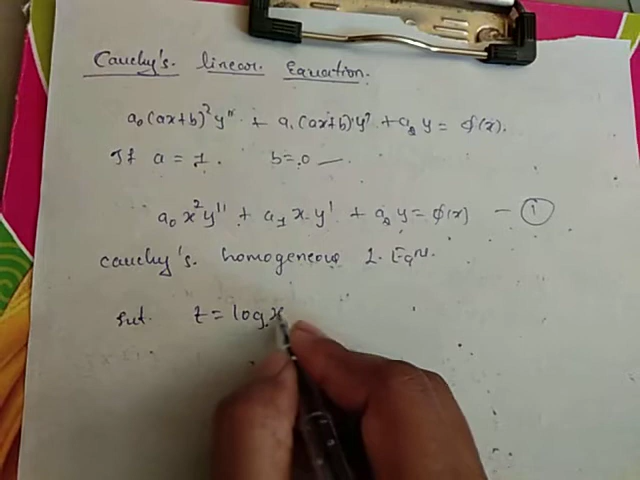 Cauchy's. linear. Equation.
a₀(ax+b)²y'' + a₁(ax+b)'y' + a₂y = φ(x).
If a = 1. b=0
a₀x²y'' + a₁x.y' + a₂y = φ(x) - ①
Cauchy's. homogeneous L. Eqn.
Put. t = log x